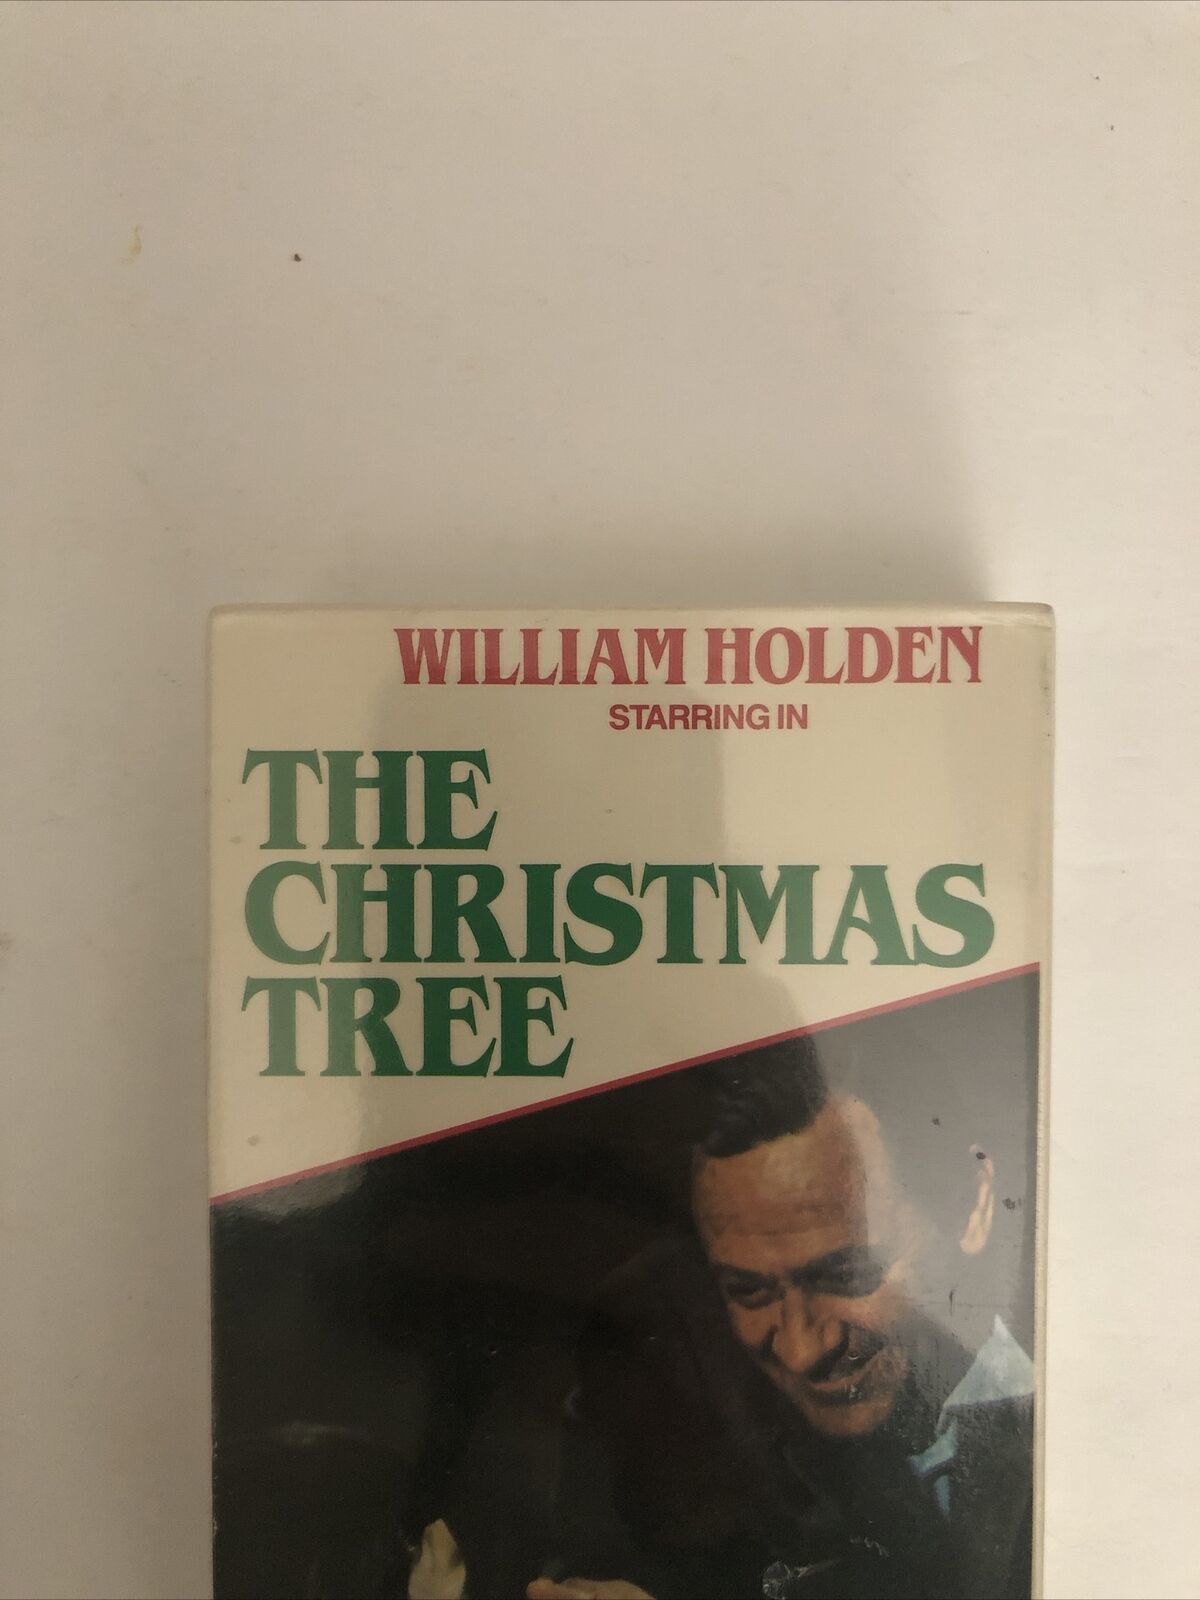 WILLIAM HOLDEN
STARRING IN
THE
CHRISTMAS
TREE